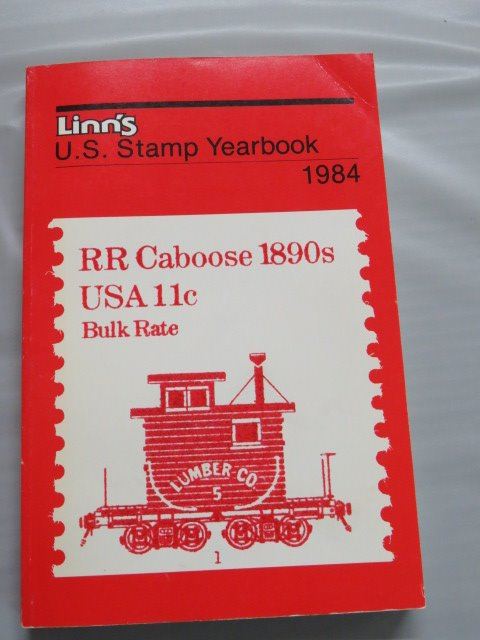 Linn's
U.S. Stamp Yearbook
1984
RR Caboose 1890s
USA 11c
Bulk Rate
LUMBER CO.
5
1